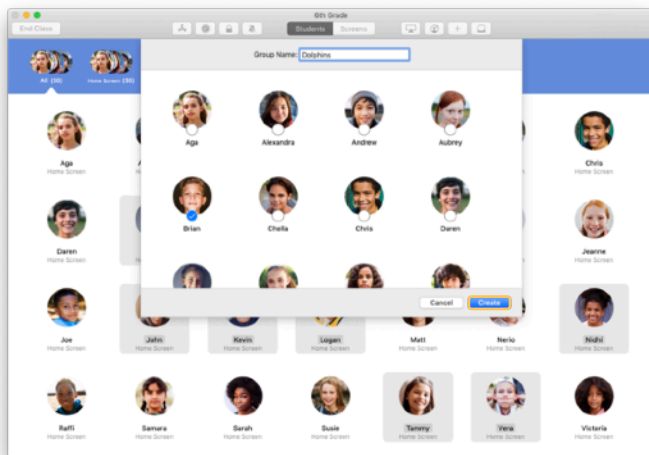 6th Grade
End Class
Students Screens
Group Name: Dolphins
All (30) Home Screen (30)
Aga Alexandra Andrew Aubrey
Aga
Home Screen
Chris
Home Screen
Brian Chella Chris Daren
Daren
Home Screen
Jeanne
Home Screen
Cancel Create
Joe John Kevin Logan Matt Nerio Nidhi
Home Screen Home Screen Home Screen Home Screen Home Screen Home Screen Home Screen
Raffi Samara Sarah Susie Tammy Vera Victoria
Home Screen Home Screen Home Screen Home Screen Home Screen Home Screen Home Screen